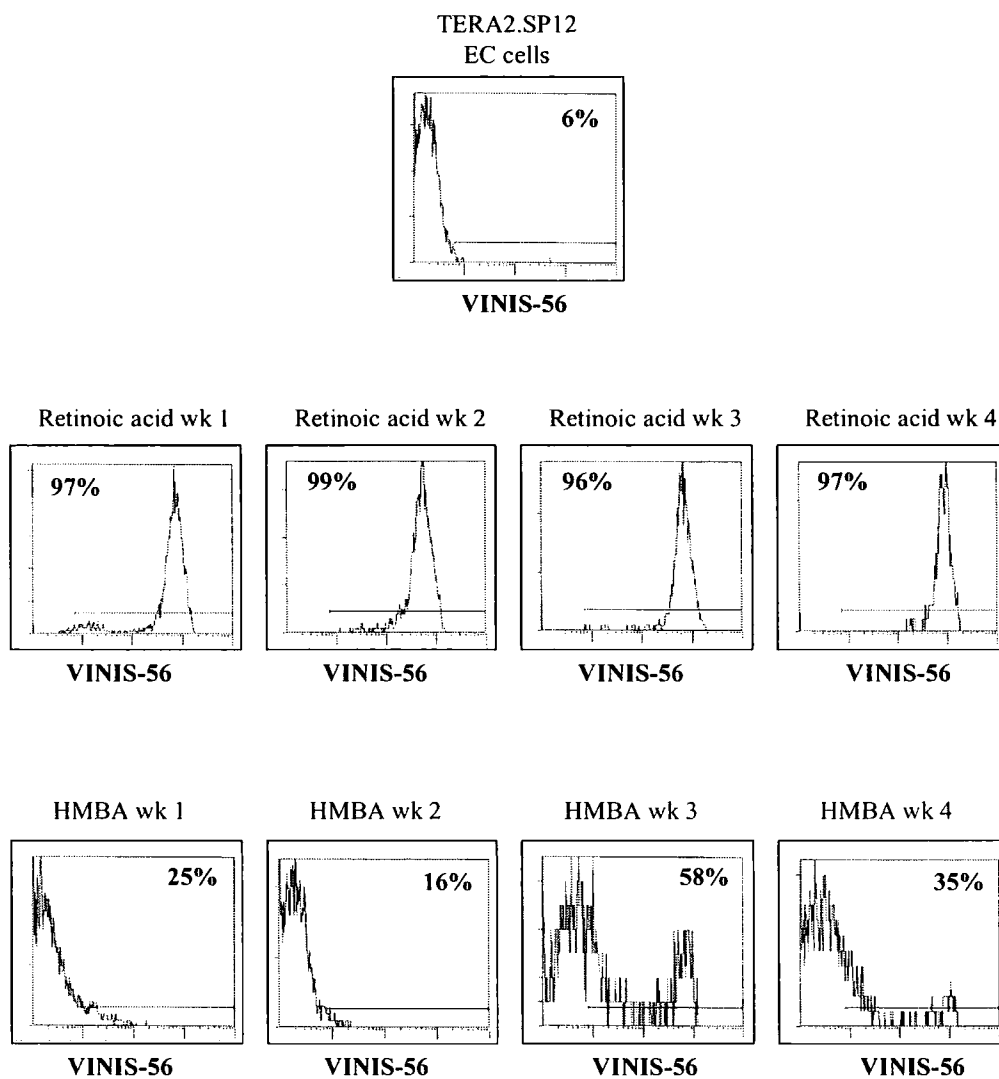 TERA2.SP12
EC cells
6%
VINIS-56
Retinoic acid wk 1
Retinoic acid wk 2
Retinoic acid wk 3
Retinoic acid wk 4
97%
99%
96%
97%
VINIS-56
VINIS-56
VINIS-56
VINIS-56
HMBA wk 1
HMBA wk 2
HMBA wk 3
HMBA wk 4
25%
16%
58%
35%
VINIS-56
VINIS-56
VINIS-56
VINIS-56